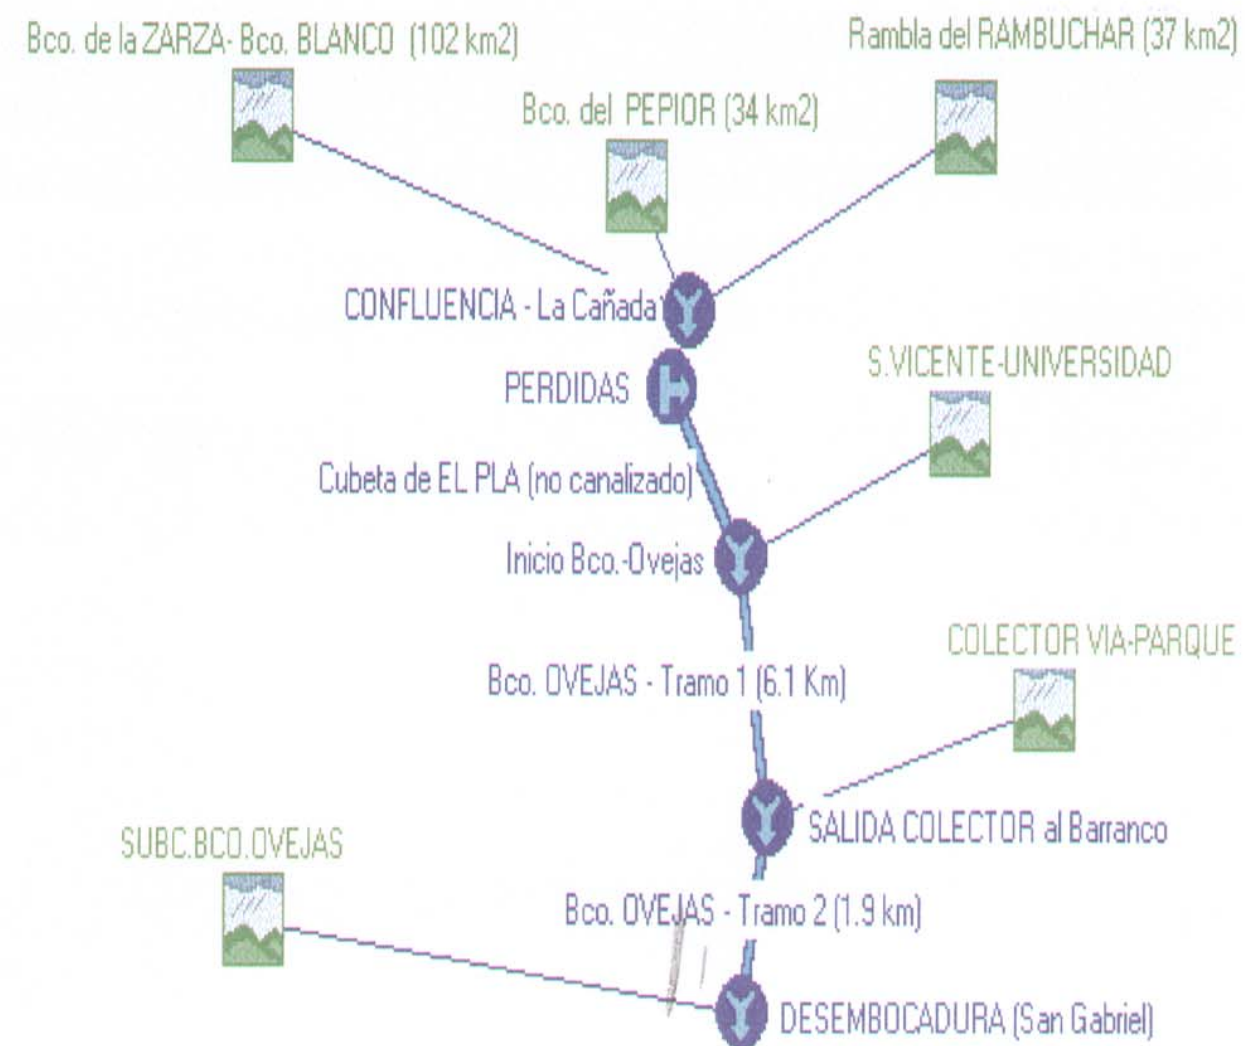 Bco. de la ZARZA- Bco. BLANCO (102 km2)
Rambla del RAMBUCHAR (37 km2)
Bco. del PEPIOR (34 km2)
CONFLUENCIA - La Cañada
PERDIDAS
S.VICENTE-UNIVERSIDAD
Cubeta de EL PLA (no canalizado)
Inicio Bco.-Ovejas
COLECTOR VIA-PARQUE
Bco. OVEJAS - Tramo 1 (6.1 Km)
SALIDA COLECTOR al Barranco
SUBC.BCO.OVEJAS
Bco. OVEJAS - Tramo 2 (1.9 km)
DESEMBOCADURA (San Gabriel)